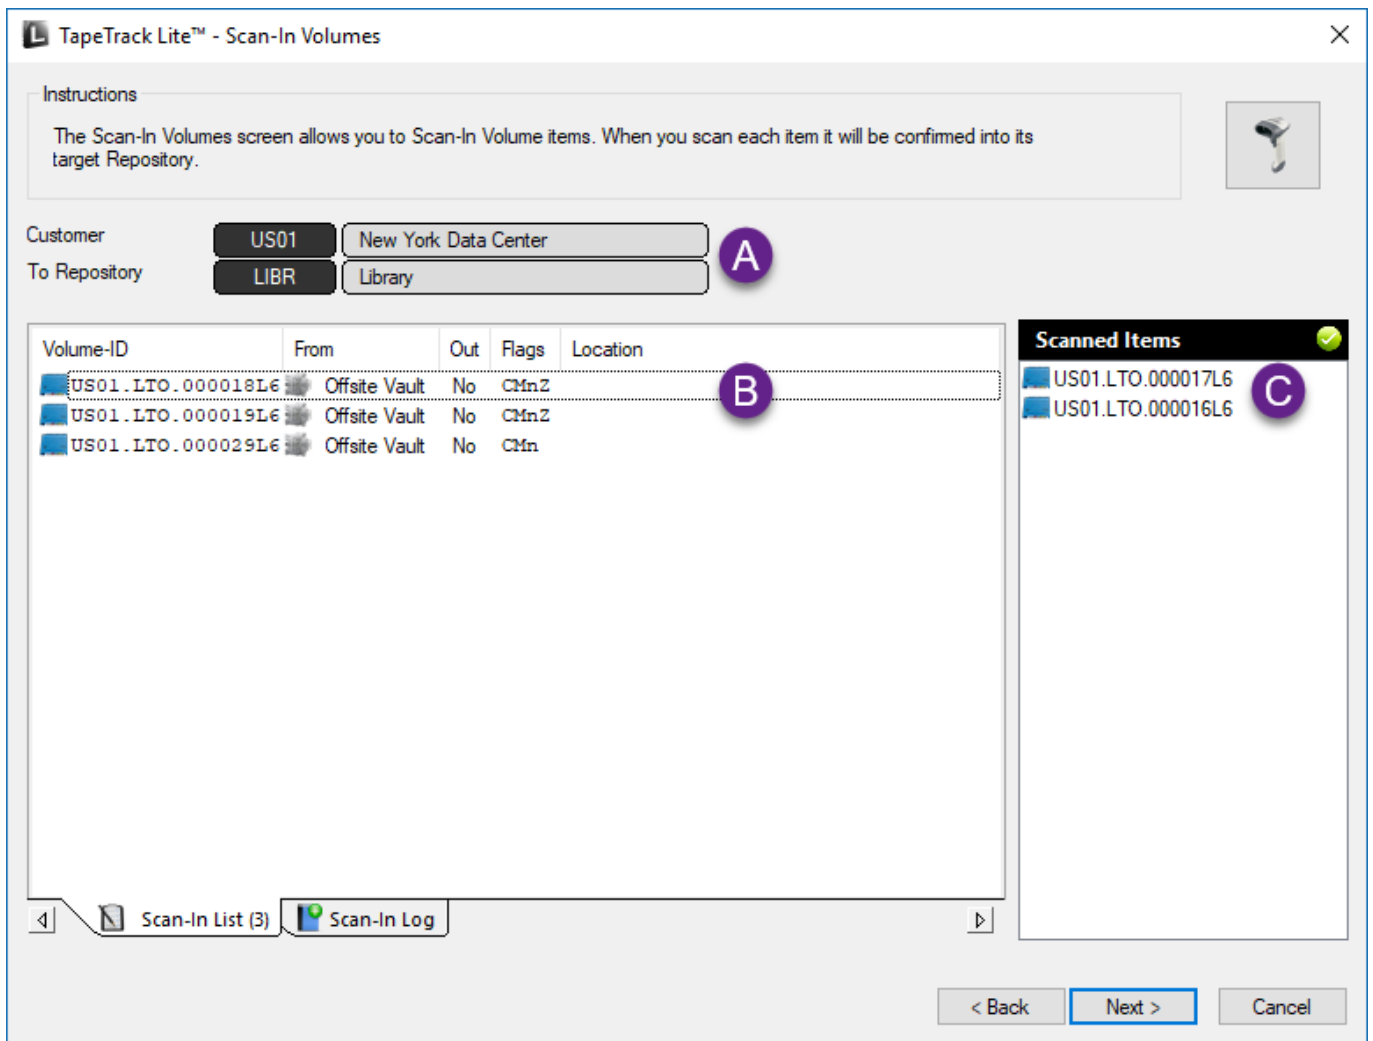 L TapeTrack Lite™ - Scan-In Volumes
Instructions
The Scan-In Volumes screen allows you to Scan-In Volume items. When you scan each item it will be confirmed into its
target Repository.
Customer US01 New York Data Center
To Repository LIBR Library
A
Volume-ID From Out Flags Location
US01.LTO.000018L6 Offsite Vault No CMnZ
US01.LTO.000019L6 Offsite Vault No CMnZ
US01.LTO.000029L6 Offsite Vault No CMn
B
Scanned Items
US01.LTO.000017L6
US01.LTO.000016L6
C
Scan-In List (3) Scan-In Log
< Back Next > Cancel